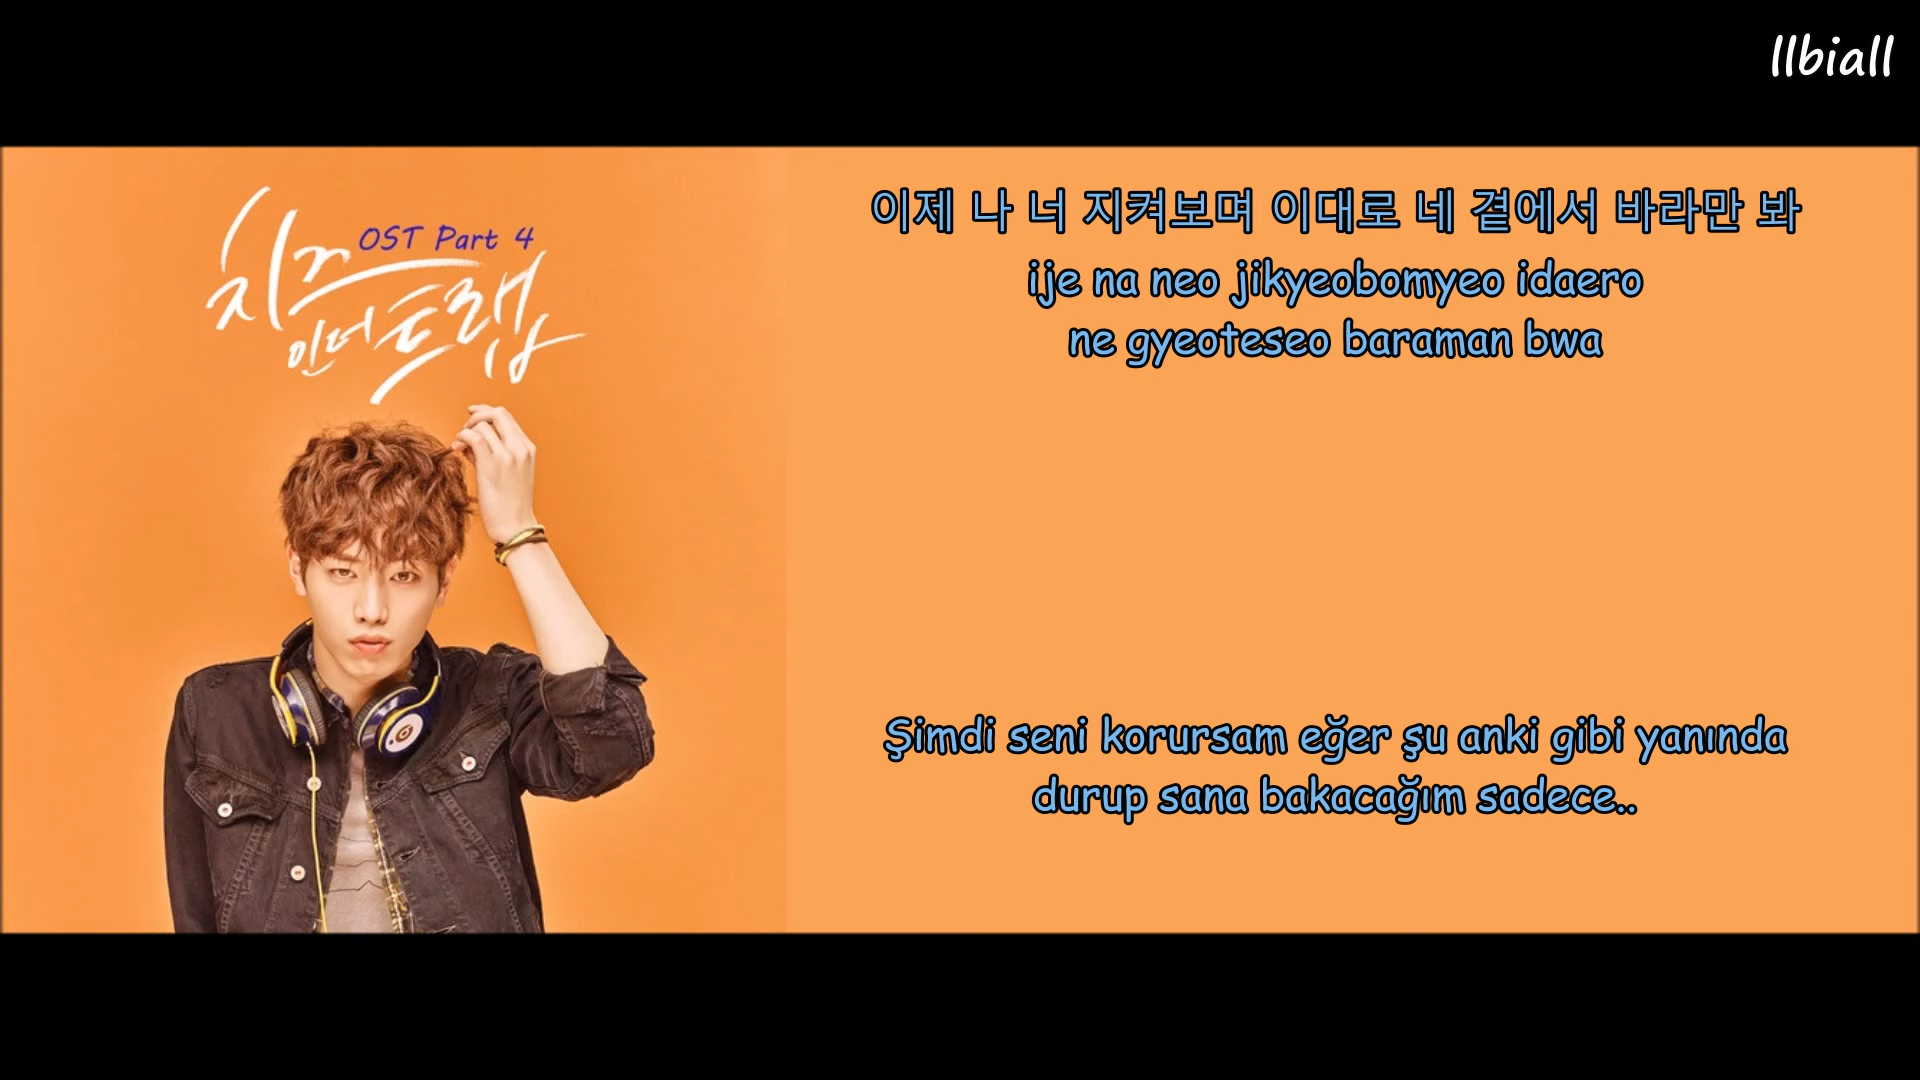 llbiall
OST Part 4
치즈
인더트랩
이제 나 너 지켜보며 이대로 네 곁에서 바라만 봐
ije na neo jikyeobomyeo idaero
ne gyeoteseo baraman bwa
Şimdi seni korursam eğer şu anki gibi yanında
durup sana bakacağım sadece..